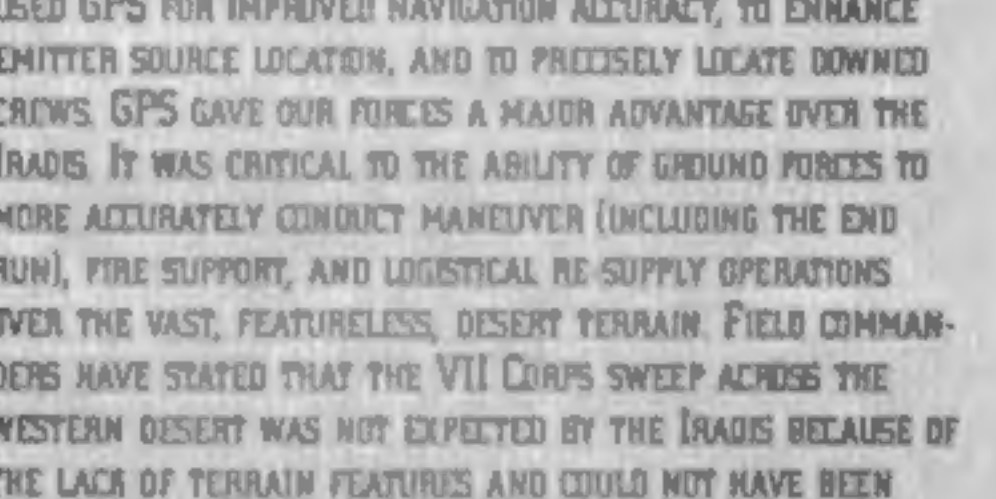 USED GPS FOR IMPROVED NAVIGATION ACCURACY, TO ENHANCE
EMITTER SOURCE LOCATION, AND TO PRECISELY LOCATE DOWNED
CREWS. GPS GAVE OUR FORCES A MAJOR ADVANTAGE OVER THE
IRAQIS. IT WAS CRITICAL TO THE ABILITY OF GROUND FORCES TO
MORE ACCURATELY CONDUCT MANEUVER (INCLUDING THE END
RUN), FIRE SUPPORT, AND LOGISTICAL RE-SUPPLY OPERATIONS
OVER THE VAST, FEATURELESS, DESERT TERRAIN. FIELD COMMAN-
DERS HAVE STATED THAT THE VII CORPS SWEEP ACROSS THE
WESTERN DESERT WAS NOT EXPECTED BY THE IRAQIS BECAUSE OF
THE LACK OF TERRAIN FEATURES AND COULD NOT HAVE BEEN